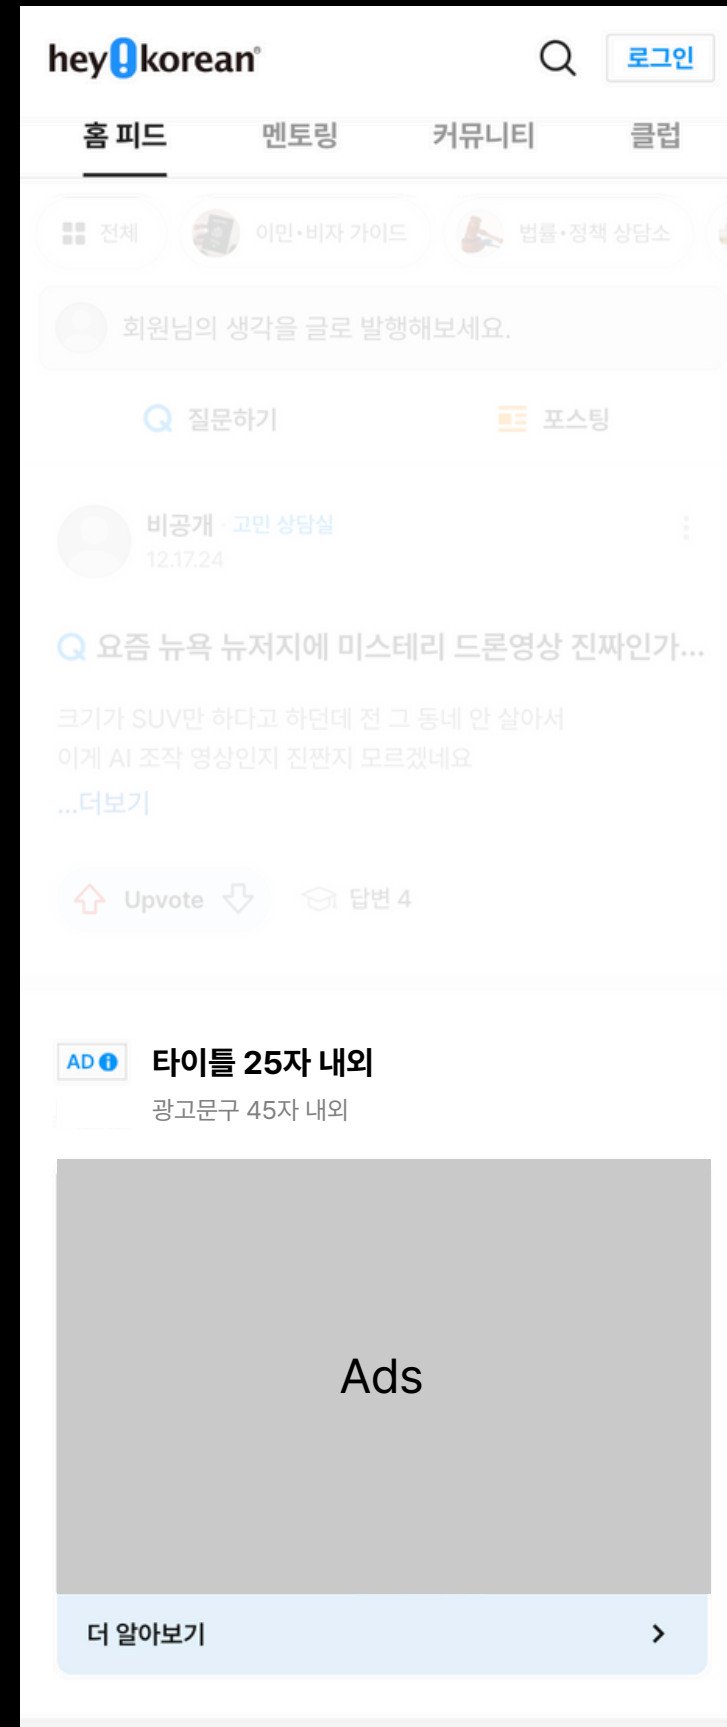 hey!korean®
로그인
홈 피드 멘토링 커뮤니티 클럽
전체 이민•비자 가이드 법률•정책 상담소
회원님의 생각을 글로 발행해보세요.
질문하기 포스팅
비공개 · 고민 상담실
12.17.24
Q 요즘 뉴욕 뉴저지에 미스테리 드론영상 진짜인가...
크기가 SUV만 하다고 하던데 전 그 동네 안 살아서
이게 AI 조작 영상인지 진짠지 모르겠네요
...더보기
Upvote 답변 4
AD 타이틀 25자 내외
광고문구 45자 내외
Ads
더 알아보기